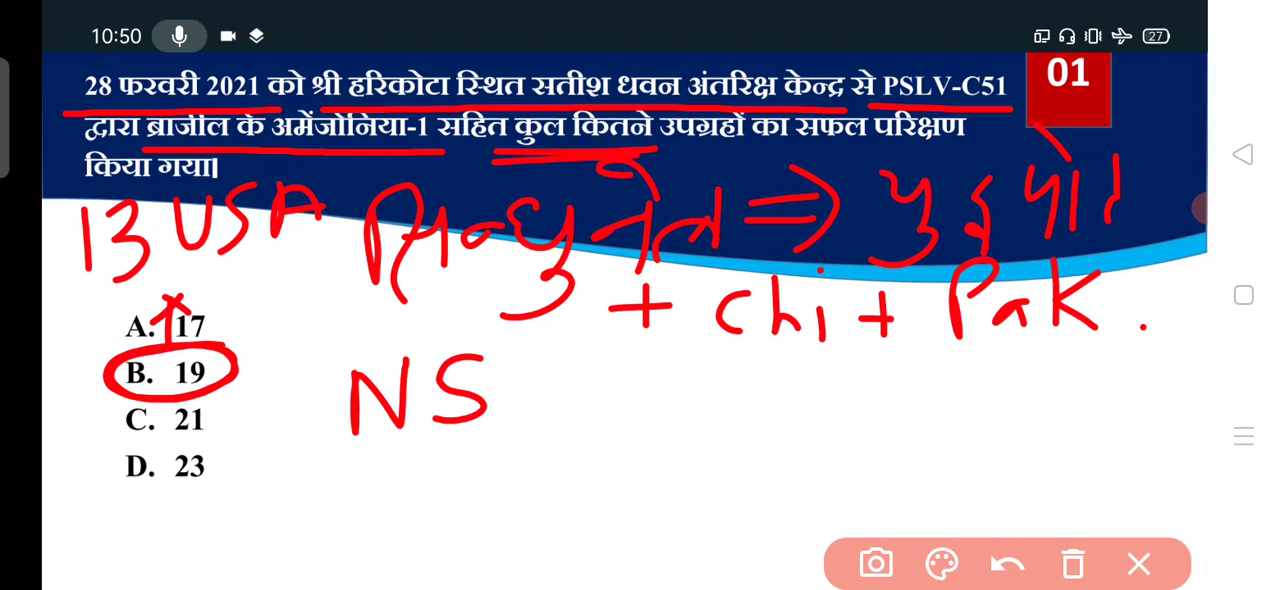 10:50
27
28 फरवरी 2021 को श्री हरिकोटा स्थित सतीश धवन अंतरिक्ष केन्द्र से PSLV-C51
01
द्वारा ब्राजील के अमेंजोनिया-1 सहित कुल कितने उपग्रहों का सफल परिक्षण
किया गया।
13 USA
+ Chi + Pak.
A. 17
B. 19
C. 21
D. 23
NS